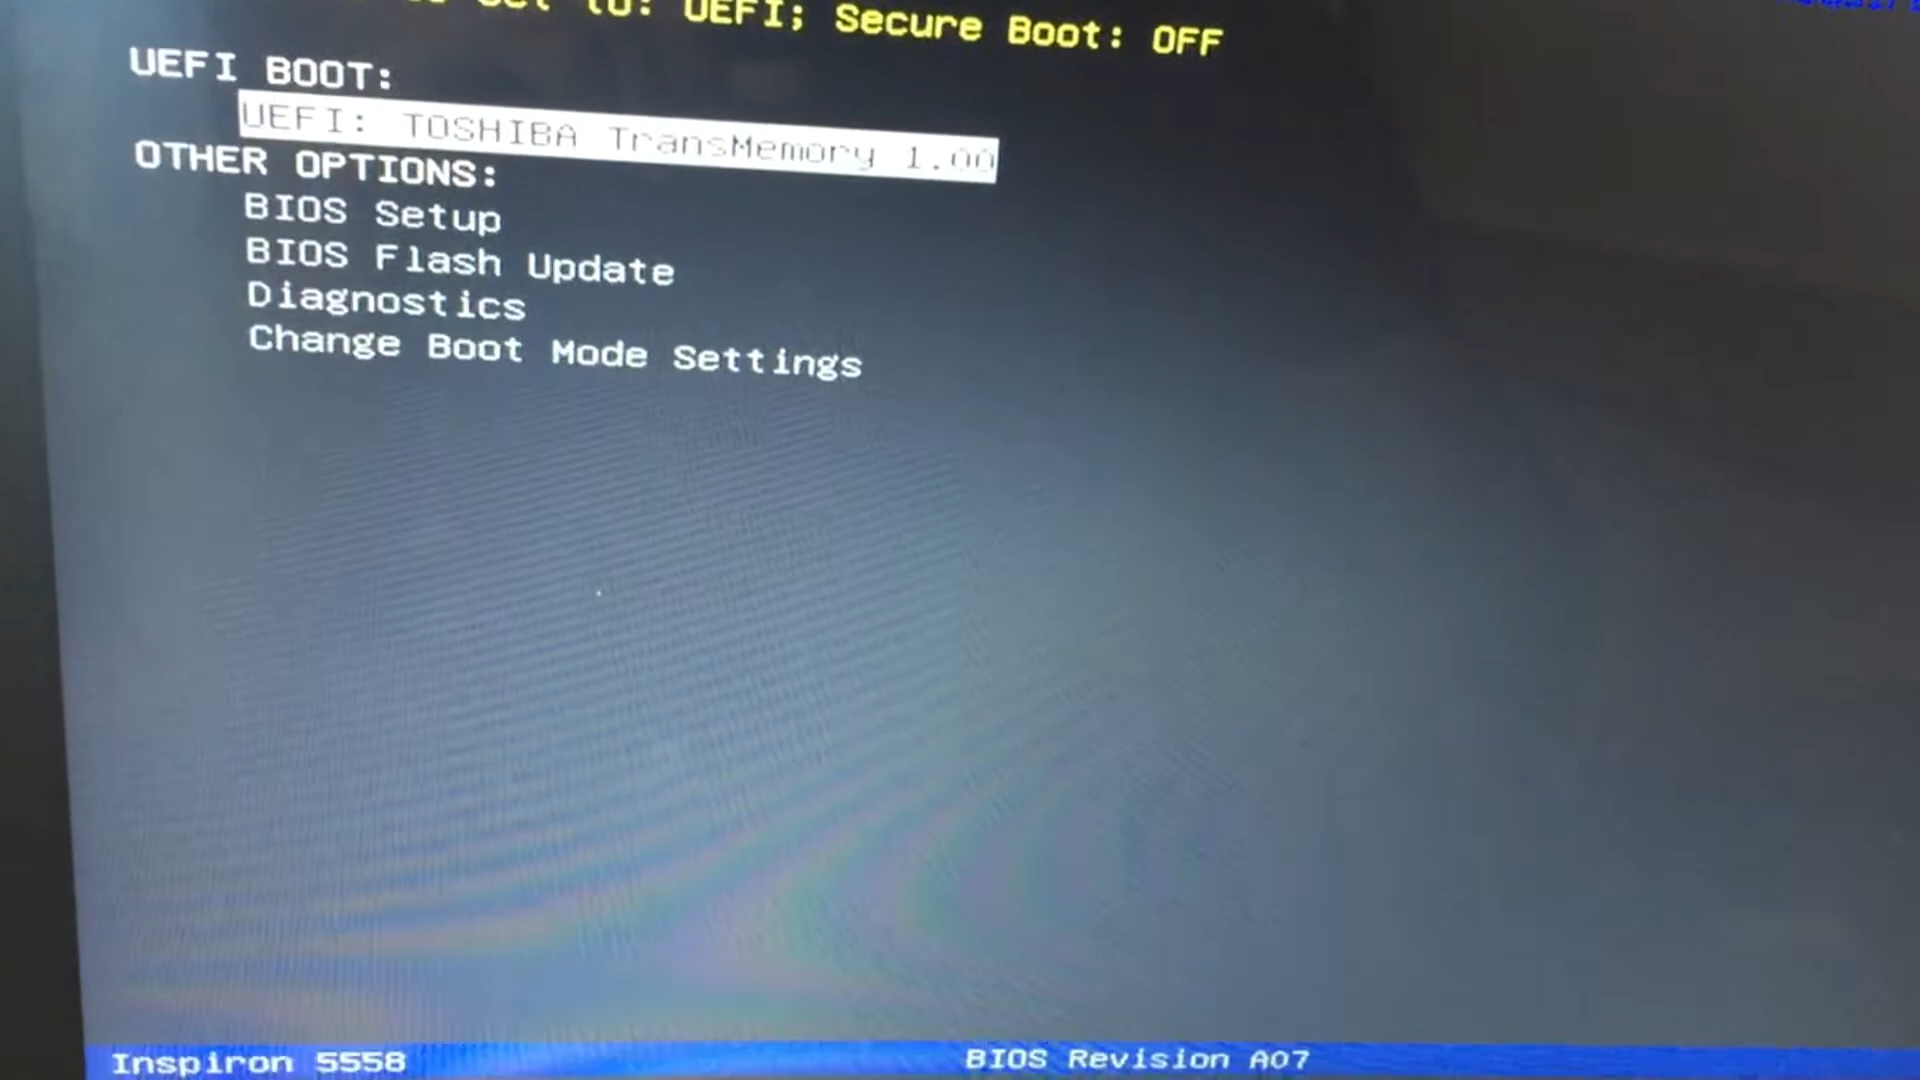 to: UEFI; Secure Boot: OFF
UEFI BOOT:
UEFI: TOSHIBA TransMemory 1.00
OTHER OPTIONS:
BIOS Setup
BIOS Flash Update
Diagnostics
Change Boot Mode Settings
Inspiron 5558 BIOS Revision A07